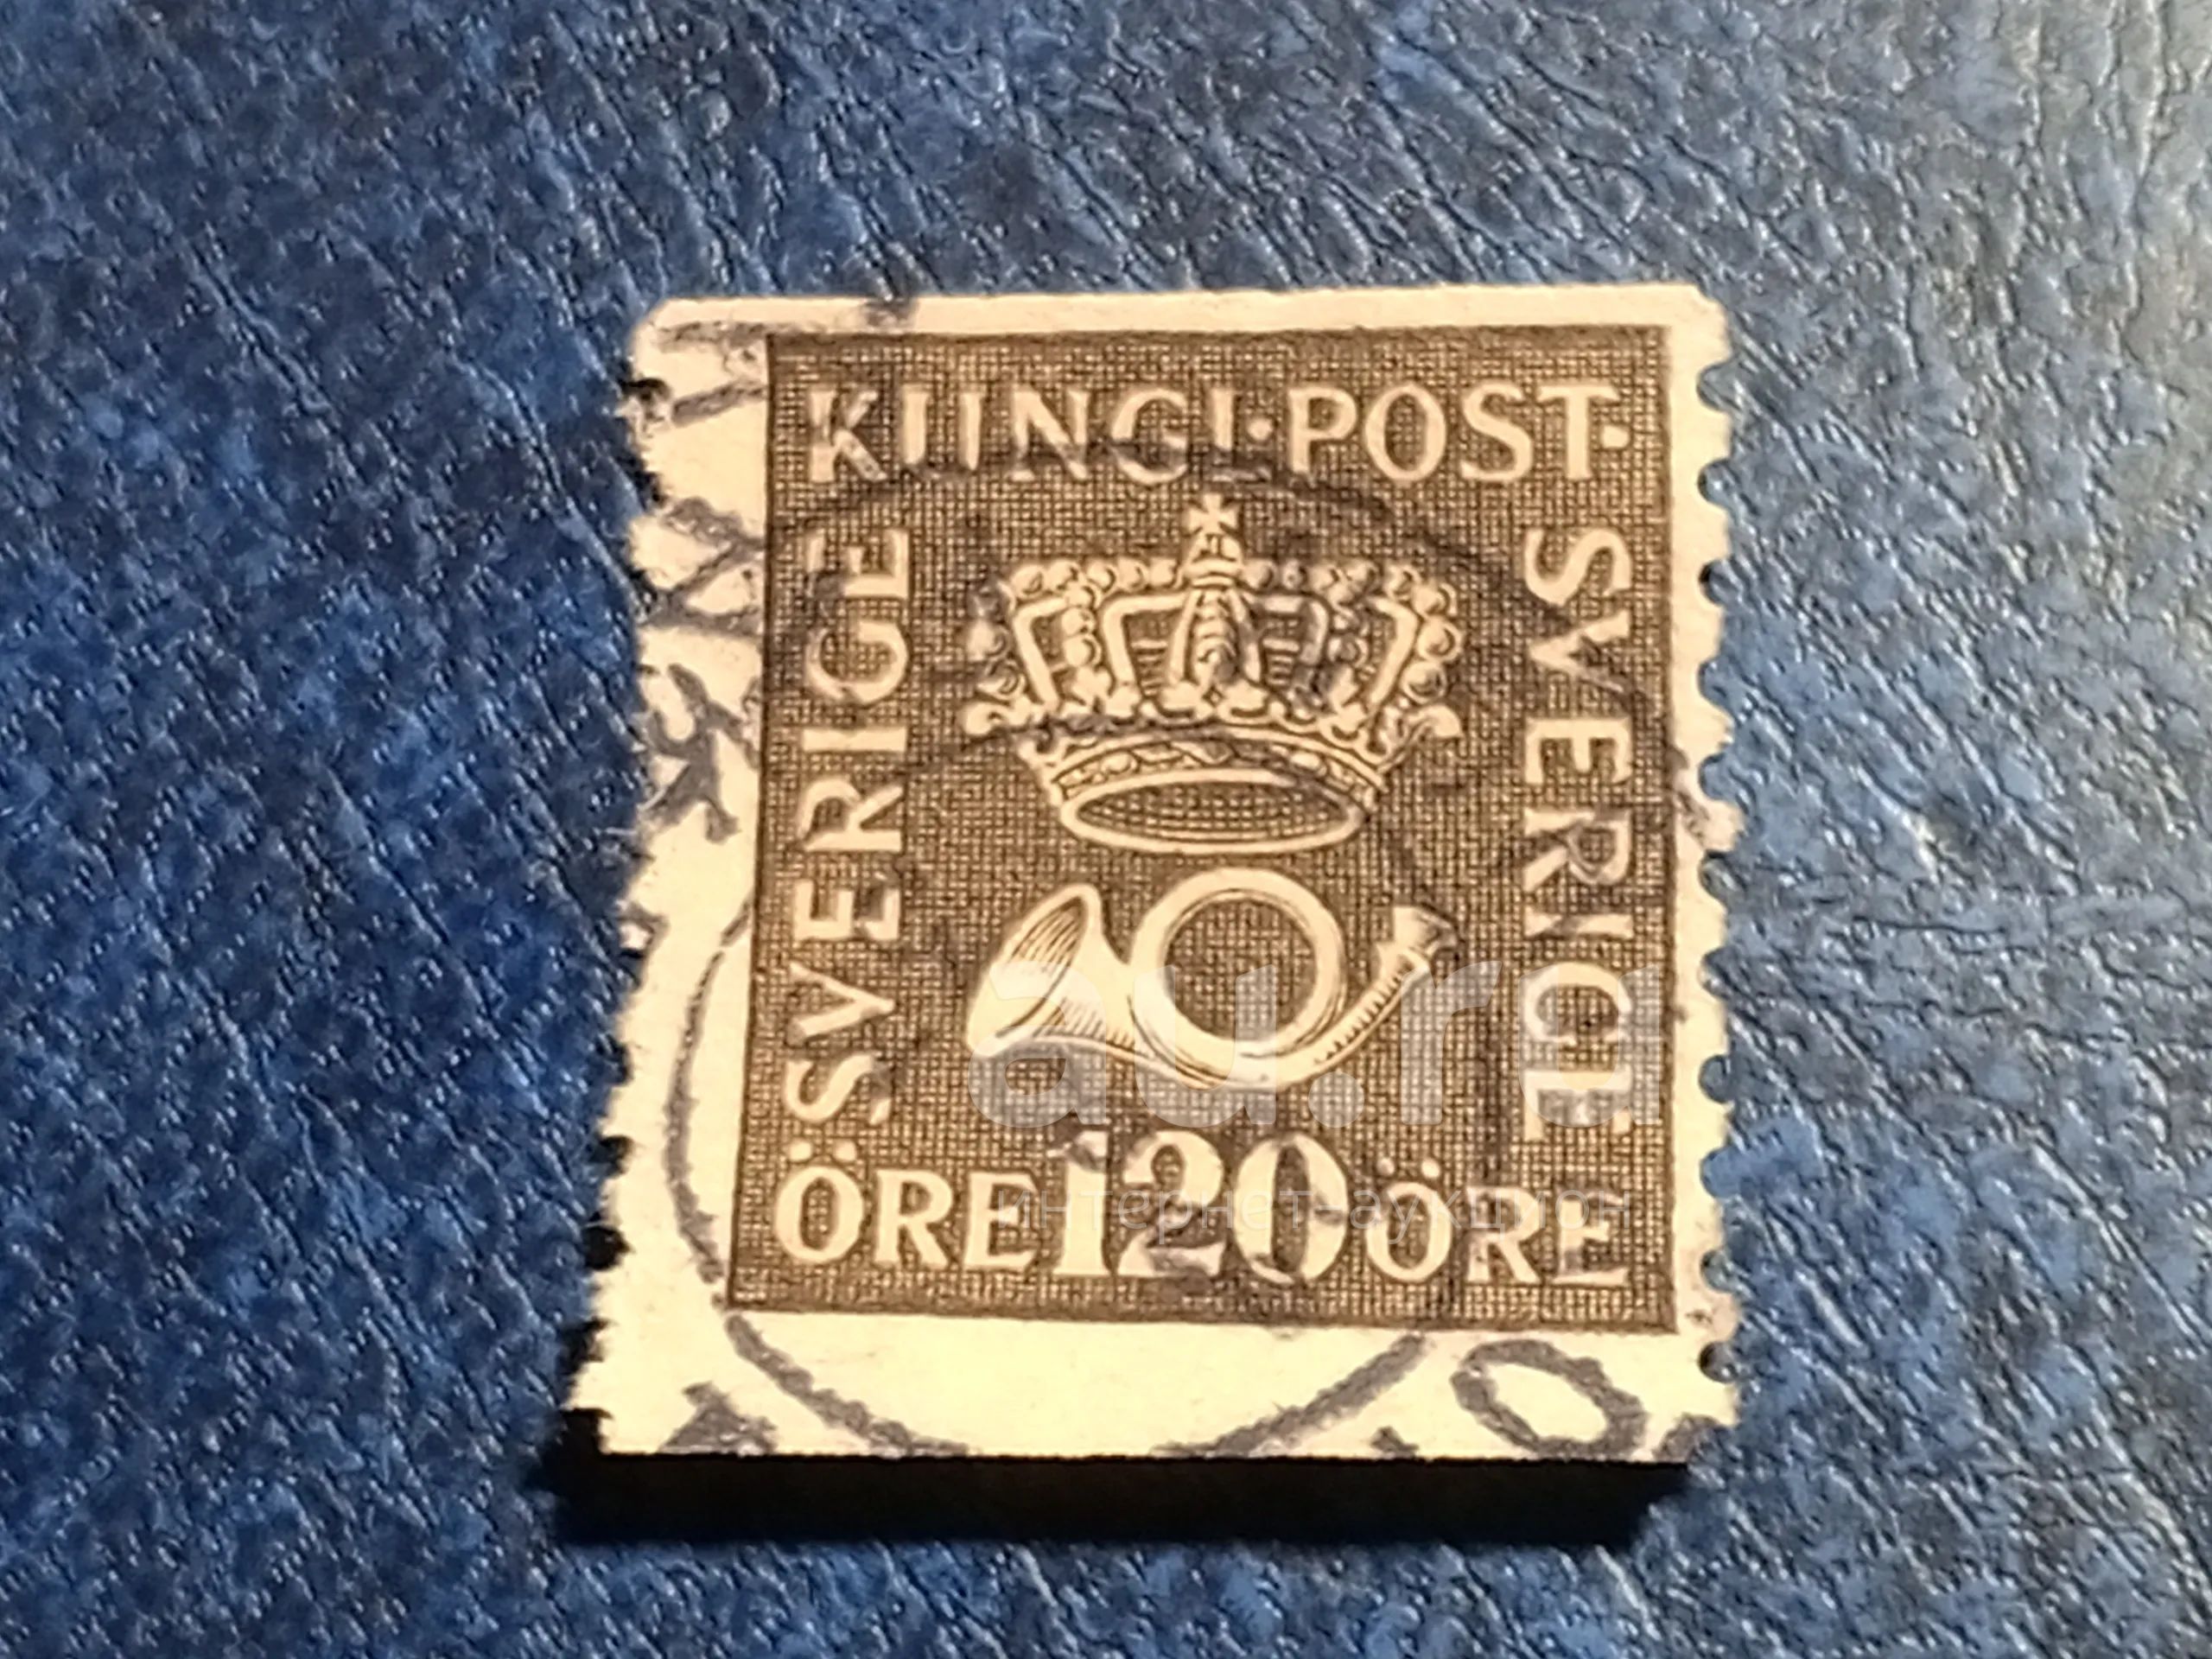 KUNGL·POST·
SVERIGE
SVERIGE
ÖRE 120 ÖRE
au.ru
интернет-аукцион